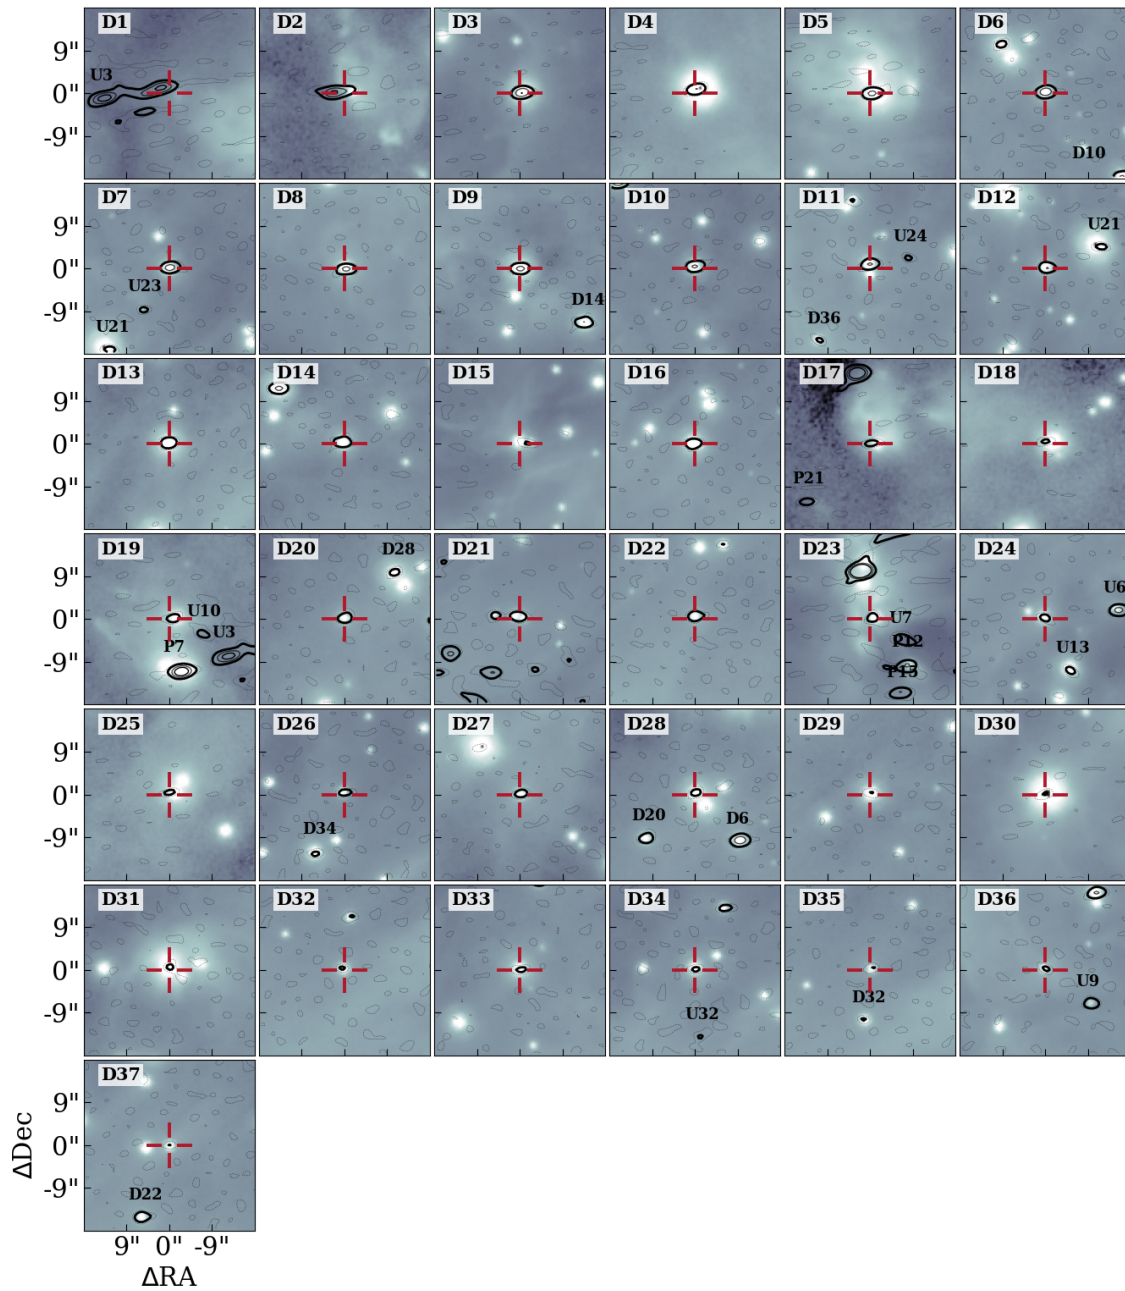 D1 D2 D3 D4 D5 D6
9" 0" -9"
U3
D10
D7 D8 D9 D10 D11 D12
9" 0" -9"
U23
U21
D14
U24
D36
U21
D13 D14 D15 D16 D17 D18
9" 0" -9"
P21
D19 D20 D21 D22 D23 D24
9" 0" -9"
U10
U3
P7
D28
U7
P12
P15
U6
U13
D25 D26 D27 D28 D29 D30
9" 0" -9"
D34
D20
D6
D31 D32 D33 D34 D35 D36
9" 0" -9"
U32
D32
U9
D37
9" 0" -9"
D22
ΔDec
9" 0" -9"
ΔRA